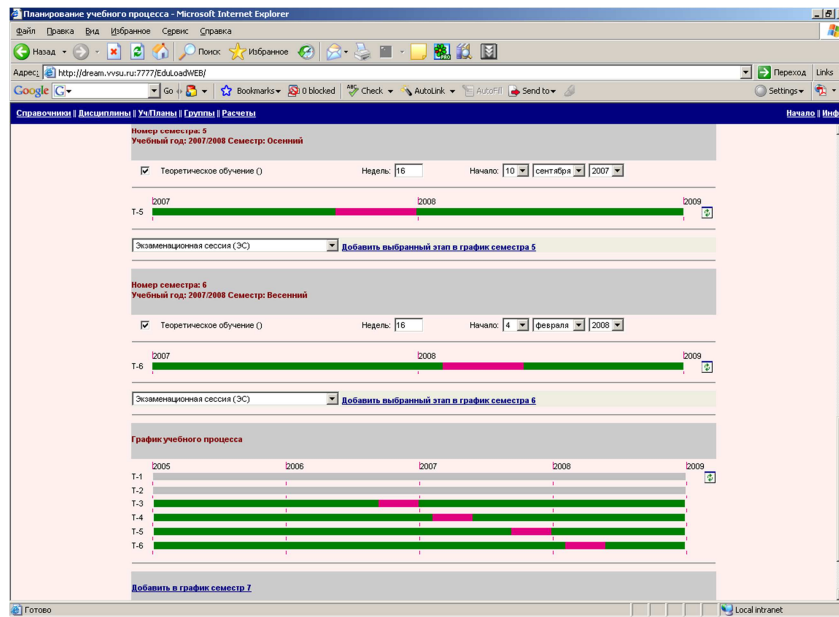 Планирование учебного процесса - Microsoft Internet Explorer
Файл Правка Вид Избранное Сервис Справка
Назад Поиск Избранное
Адрес: http://dream.vvsu.ru:7777/EduLoadWEB/ Переход Links
Google G Go Bookmarks 0 blocked Check AutoLink AutoFill Send to Settings
Справочники || Дисциплины || Уч/Планы || Группы || Расчеты Начало || Инф
Номер семестра: 5
Учебный год: 2007/2008 Семестр: Осенний
Теоретическое обучение () Недель: 16 Начало: 10 сентября 2007
2007 2008 2009
T-5
Экзаменационная сессия (ЭС) Добавить выбранный этап в график семестра 5
Номер семестра: 6
Учебный год: 2007/2008 Семестр: Весенний
Теоретическое обучение () Недель: 16 Начало: 4 февраля 2008
2007 2008 2009
T-6
Экзаменационная сессия (ЭС) Добавить выбранный этап в график семестра 6
График учебного процесса
2005 2006 2007 2008 2009
T-1
T-2
T-3
T-4
T-5
T-6
Добавить в график семестр 7
Готово Local intranet